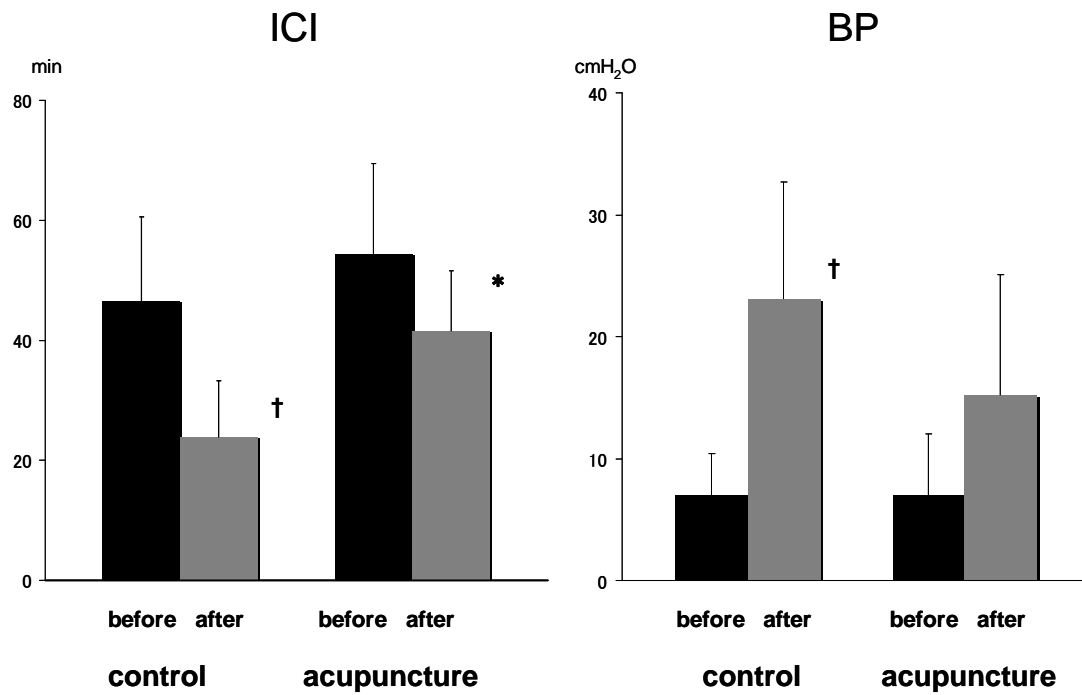 ICI
min
80
60
40
20
0
†
*
before after before after
control acupuncture
BP
cmH₂O
40
30
20
10
0
†
before after before after
control acupuncture